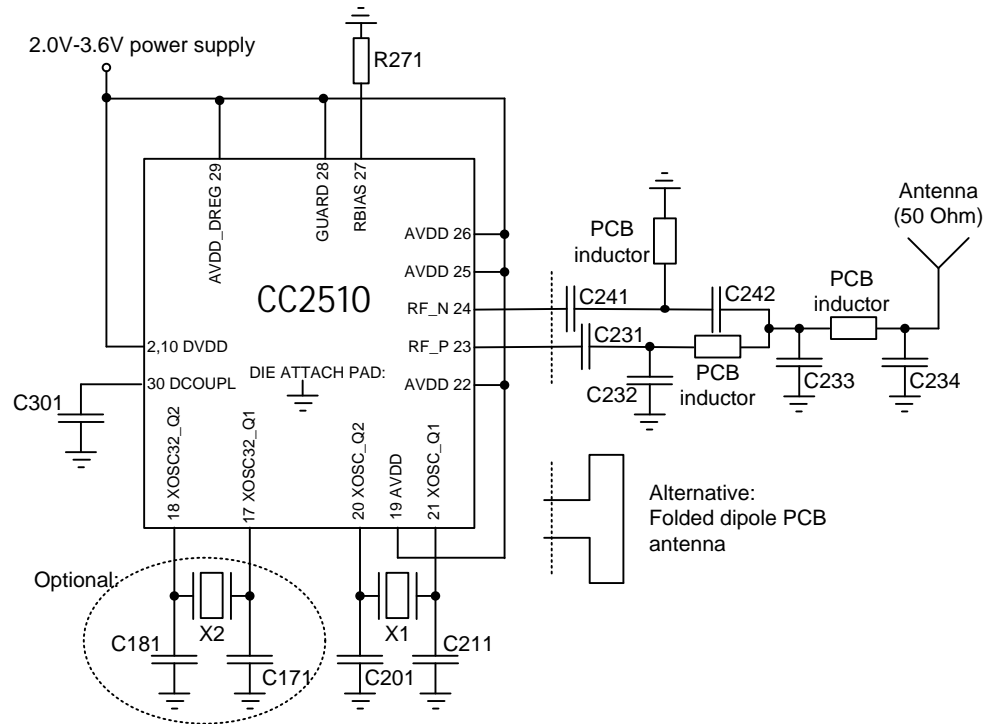 2.0V-3.6V power supply
R271
AVDD_DREG 29
GUARD 28
RBIAS 27
Antenna
(50 Ohm)
PCB
inductor
AVDD 26
AVDD 25
CC2510
RF_N 24
C241
C242
PCB
inductor
RF_P 23
C231
2,10 DVDD
DIE ATTACH PAD:
AVDD 22
30 DCOUPL
C301
C232
PCB
inductor
C233
C234
18 XOSC32_Q2
17 XOSC32_Q1
20 XOSC_Q2
19 AVDD
21 XOSC_Q1
Alternative:
Folded dipole PCB
antenna
Optional:
X2
X1
C181
C171
C201
C211